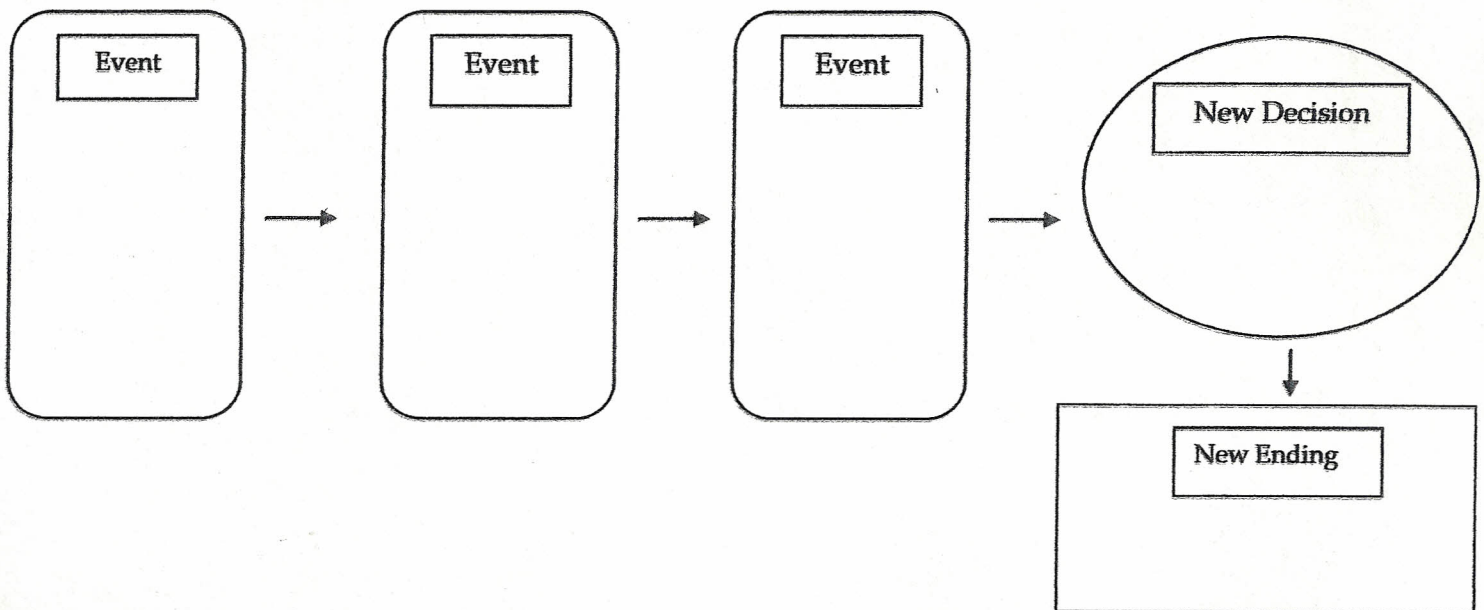 Event
Event
Event
New Decision
New Ending